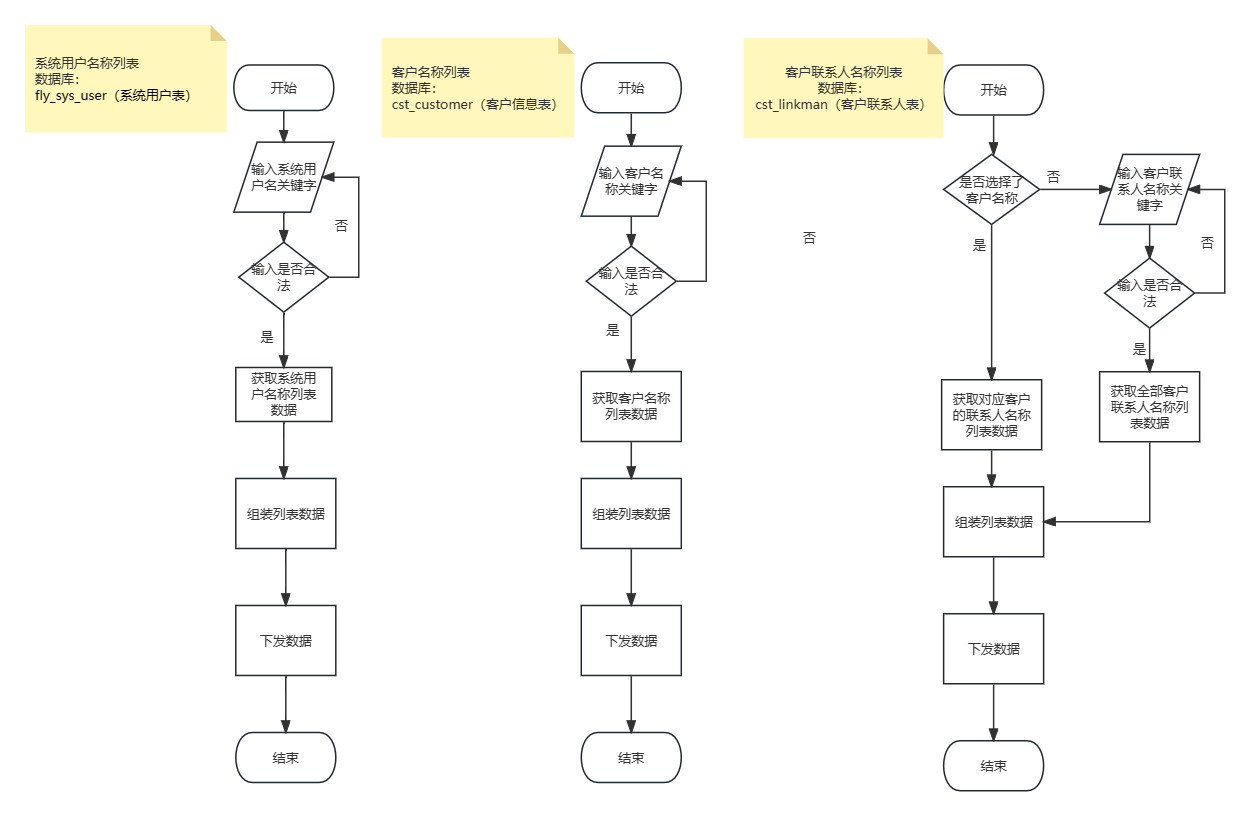 系统用户名称列表
数据库：
fly_sys_user（系统用户表）
开始
输入系统用
户名关键字
否
输入是否合
法
是
获取系统用
户名称列表
数据
组装列表数据
下发数据
结束
客户名称列表
数据库：
cst_customer（客户信息表）
开始
输入客户名
称关键字
输入是否合
法
是
获取客户名称
列表数据
组装列表数据
下发数据
结束
否
客户联系人名称列表
数据库：
cst_linkman（客户联系人表）
开始
是否选择了
客户名称
否
是
输入客户联
系人名称关
键字
否
输入是否合
法
是
获取对应客户
的联系人名称
列表数据
获取全部客户
联系人名称列
表数据
组装列表数据
下发数据
结束